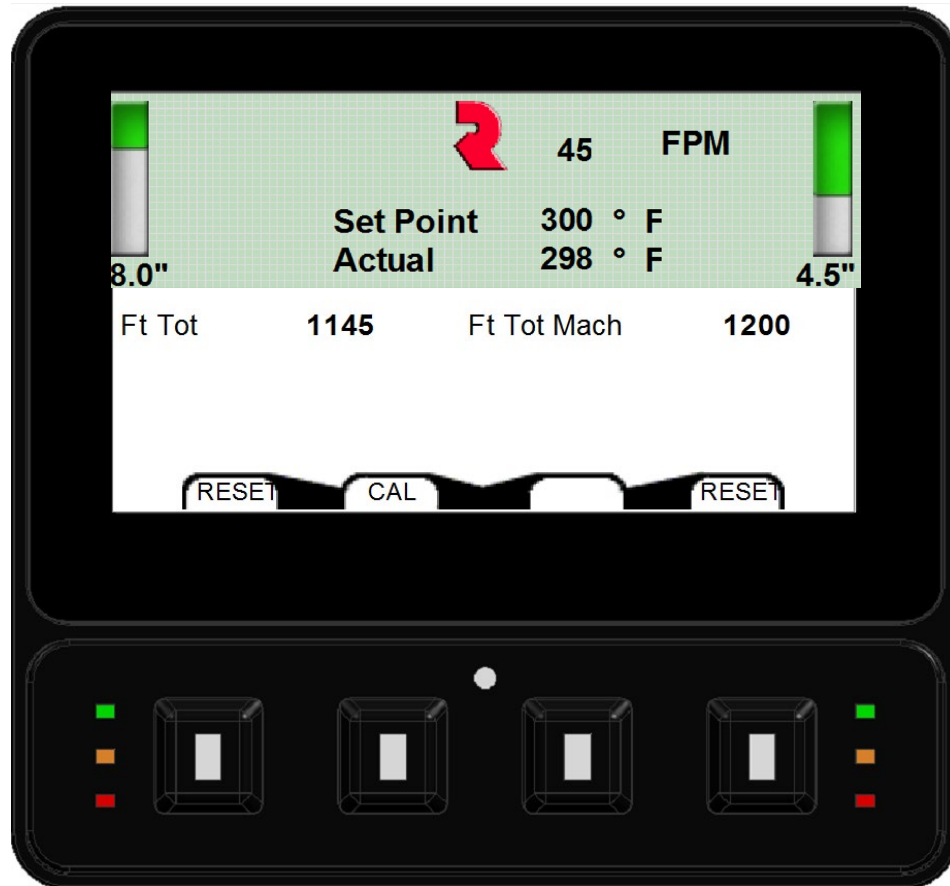 45 FPM
Set Point 300 ° F
Actual 298 ° F
8.0" 4.5"
Ft Tot 1145 Ft Tot Mach 1200
RESET CAL RESET